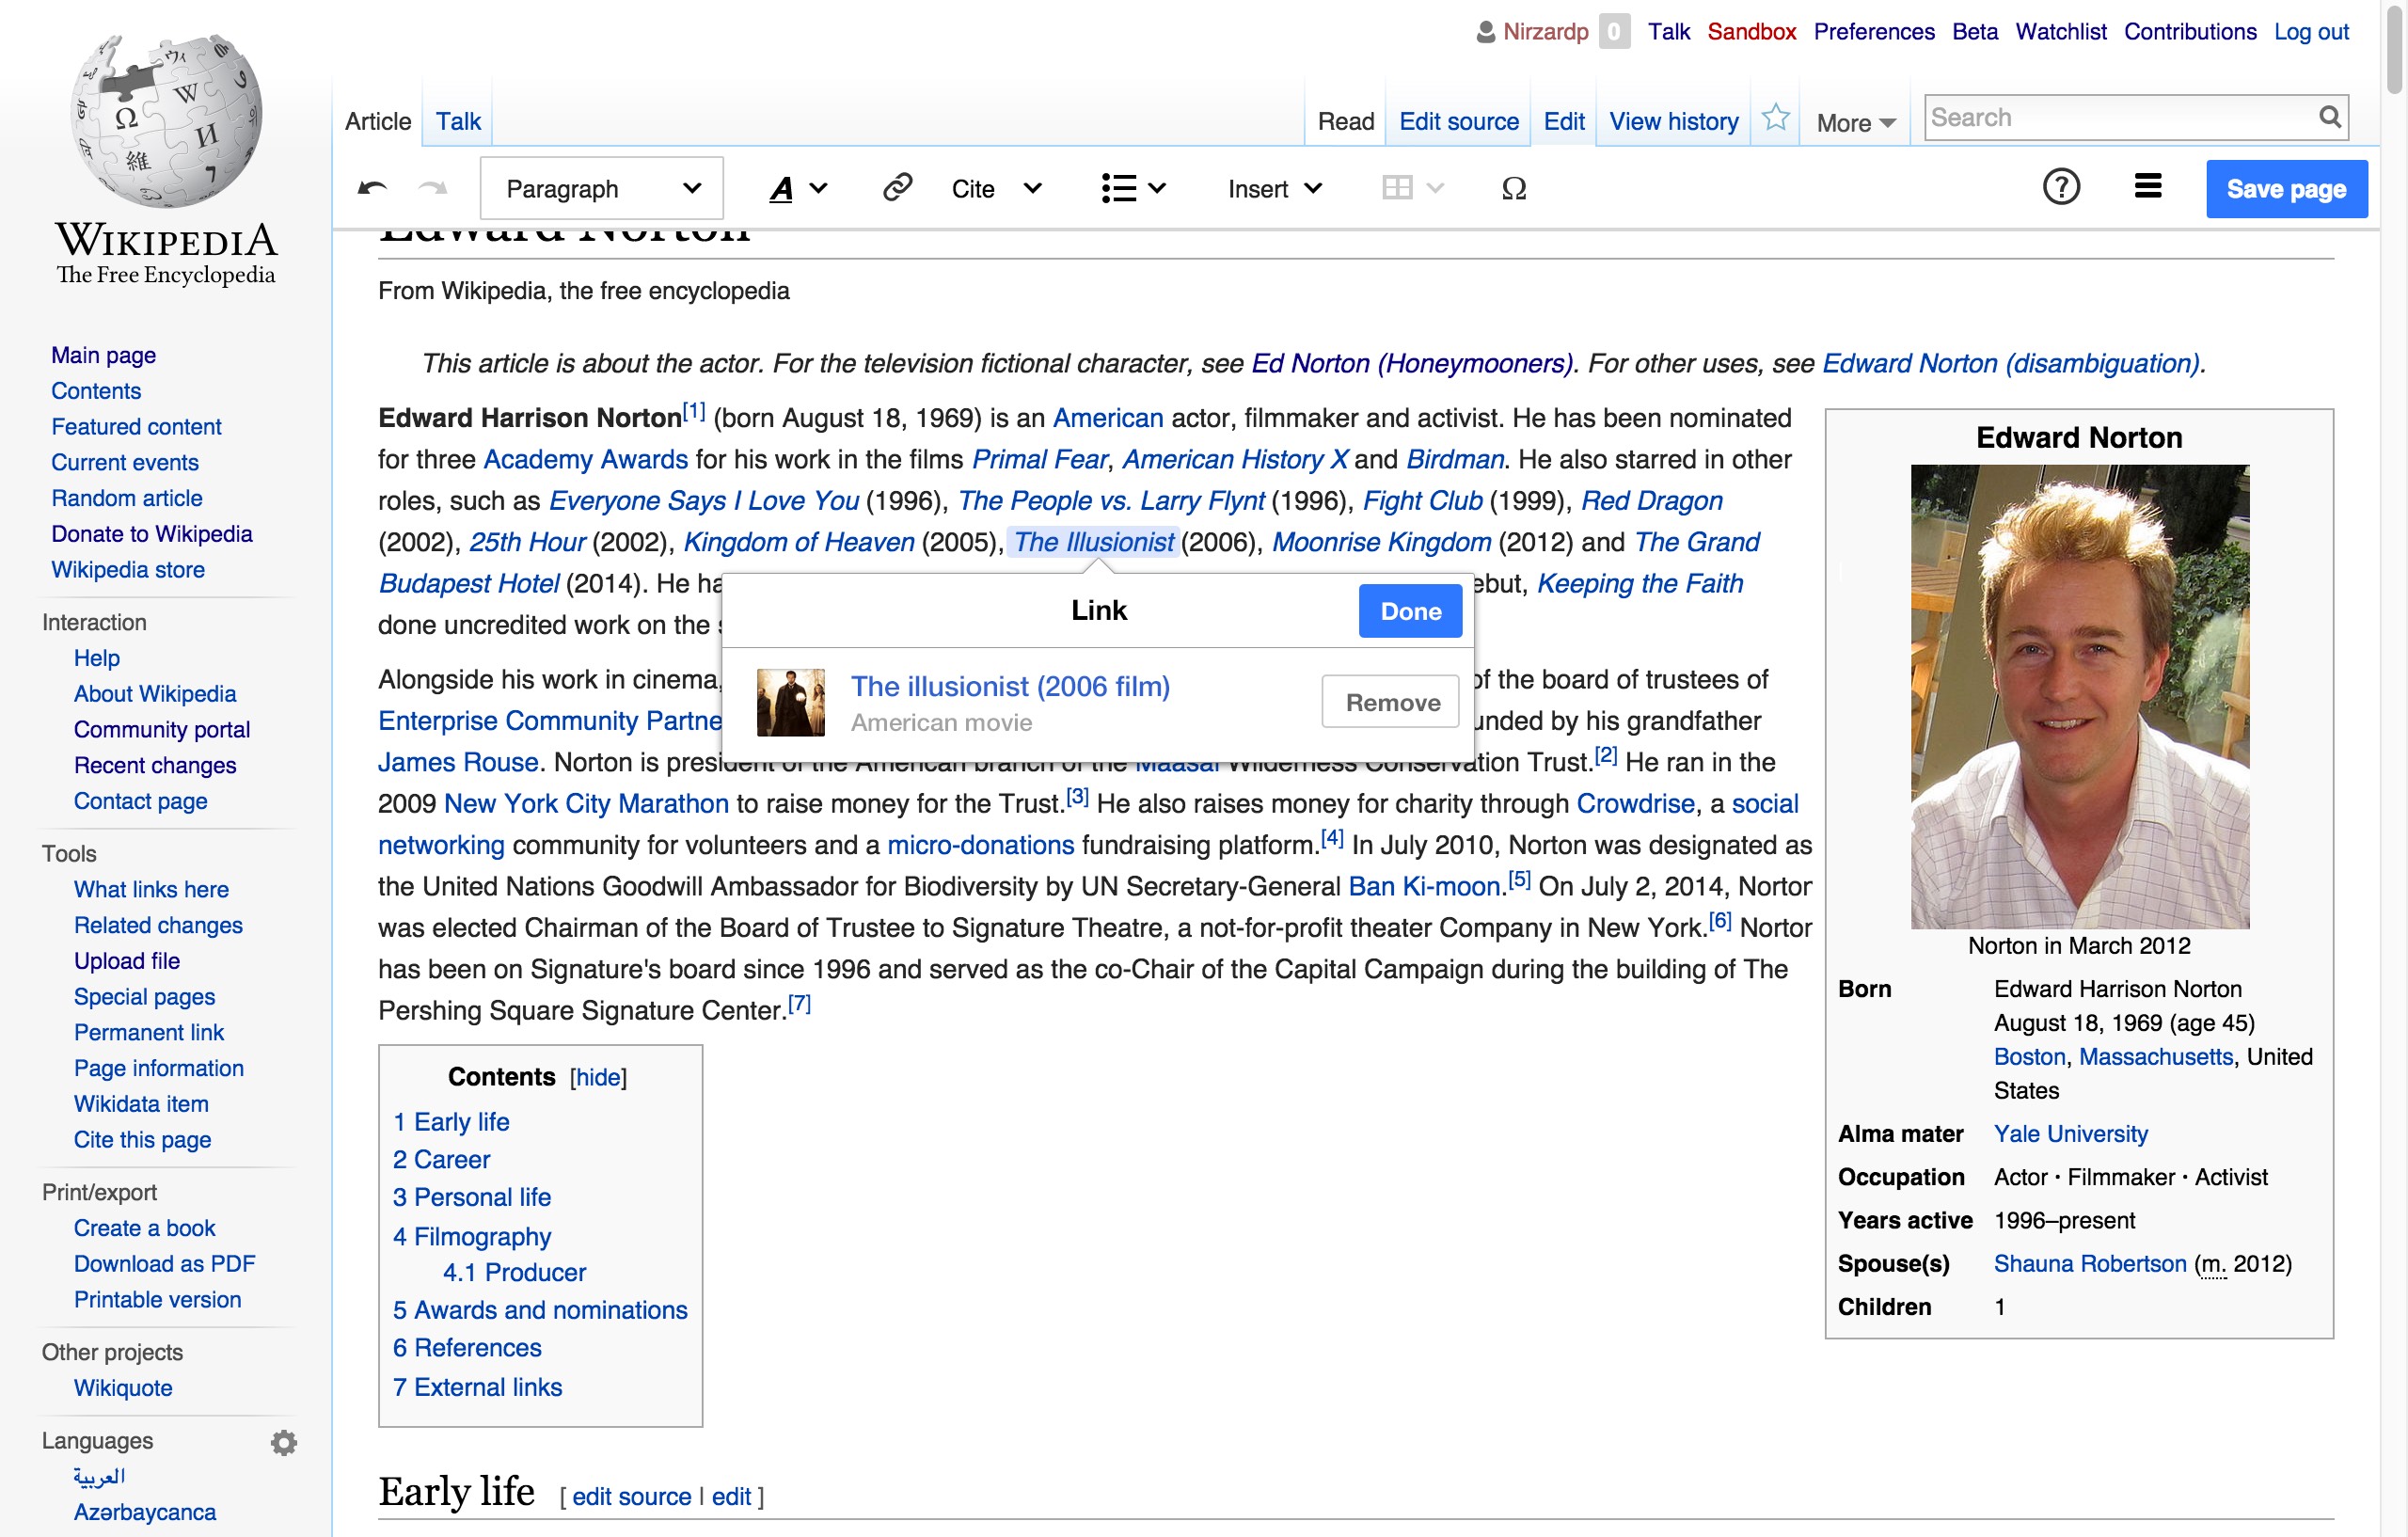 Nirzardp 0 Talk Sandbox Preferences Beta Watchlist Contributions Log out
WIKIPEDIA
The Free Encyclopedia
Article Talk Read Edit source Edit View history More Search
Paragraph A Cite Insert Ω ? Save page
Main page
Contents
Featured content
Current events
Random article
Donate to Wikipedia
Wikipedia store
Interaction
Help
About Wikipedia
Community portal
Recent changes
Contact page
Tools
What links here
Related changes
Upload file
Special pages
Permanent link
Page information
Wikidata item
Cite this page
Print/export
Create a book
Download as PDF
Printable version
Other projects
Wikiquote
Languages
العربية
Azərbaycanca
Edward Norton
From Wikipedia, the free encyclopedia
This article is about the actor. For the television fictional character, see Ed Norton (Honeymooners). For other uses, see Edward Norton (disambiguation).
Edward Harrison Norton[1] (born August 18, 1969) is an American actor, filmmaker and activist. He has been nominated
for three Academy Awards for his work in the films Primal Fear, American History X and Birdman. He also starred in other
roles, such as Everyone Says I Love You (1996), The People vs. Larry Flynt (1996), Fight Club (1999), Red Dragon
(2002), 25th Hour (2002), Kingdom of Heaven (2005), The Illusionist (2006), Moonrise Kingdom (2012) and The Grand
Budapest Hotel (2014). He ha ebut, Keeping the Faith
done uncredited work on the
Link Done
The illusionist (2006 film)
American movie
Remove
Alongside his work in cinema, of the board of trustees of
Enterprise Community Partne unded by his grandfather
James Rouse. Norton is president of the American branch of the Maasai Wilderness Conservation Trust.[2] He ran in the
2009 New York City Marathon to raise money for the Trust.[3] He also raises money for charity through Crowdrise, a social
networking community for volunteers and a micro-donations fundraising platform.[4] In July 2010, Norton was designated as
the United Nations Goodwill Ambassador for Biodiversity by UN Secretary-General Ban Ki-moon.[5] On July 2, 2014, Norton
was elected Chairman of the Board of Trustee to Signature Theatre, a not-for-profit theater Company in New York.[6] Norton
has been on Signature's board since 1996 and served as the co-Chair of the Capital Campaign during the building of The
Pershing Square Signature Center.[7]
Contents [hide]
1 Early life
2 Career
3 Personal life
4 Filmography
4.1 Producer
5 Awards and nominations
6 References
7 External links
Early life [ edit source | edit ]
Edward Norton
Norton in March 2012
Born Edward Harrison Norton
August 18, 1969 (age 45)
Boston, Massachusetts, United
States
Alma mater Yale University
Occupation Actor · Filmmaker · Activist
Years active 1996–present
Spouse(s) Shauna Robertson (m. 2012)
Children 1